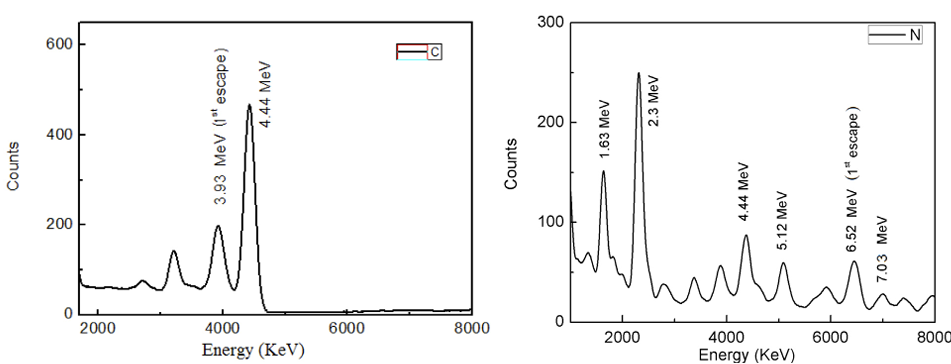 600
400
200
0
Counts
C
3.93 MeV (1st escape)
4.44 MeV
2000
4000
6000
8000
Energy (KeV)
300
200
100
0
Counts
N
1.63 MeV
2.3 MeV
4.44 MeV
5.12 MeV
6.52 MeV (1st escape)
7.03 MeV
2000
4000
6000
8000
Energy (KeV)